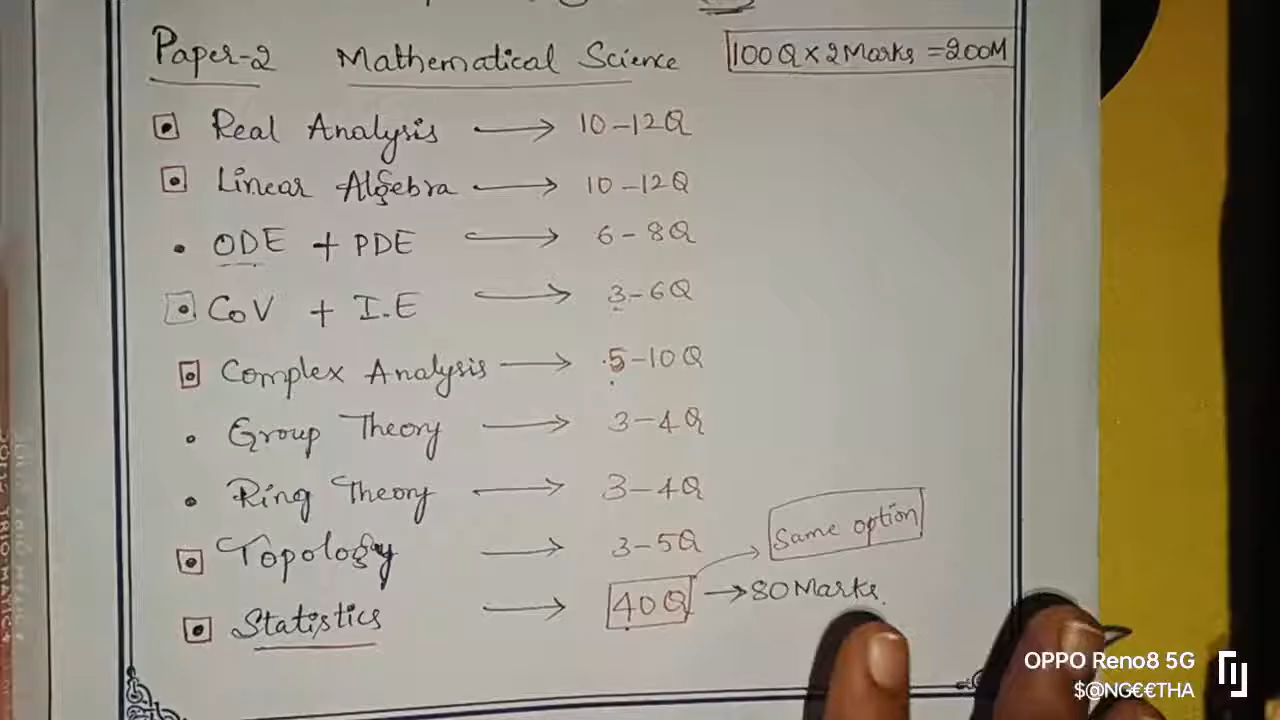 Paper-2 Mathematical Science 100Q×2Marks=200M
Real Analysis → 10-12Q
Linear Algebra → 10-12Q
ODE + PDE → 6-8Q
CoV + I.E → 3-6Q
Complex Analysis → 5-10Q
Group Theory → 3-4Q
Ring Theory → 3-4Q
Topology → 3-5Q → Same option
Statistics → 40Q → 80Marks.
OPPO Reno8 5G
$@NG€€THA